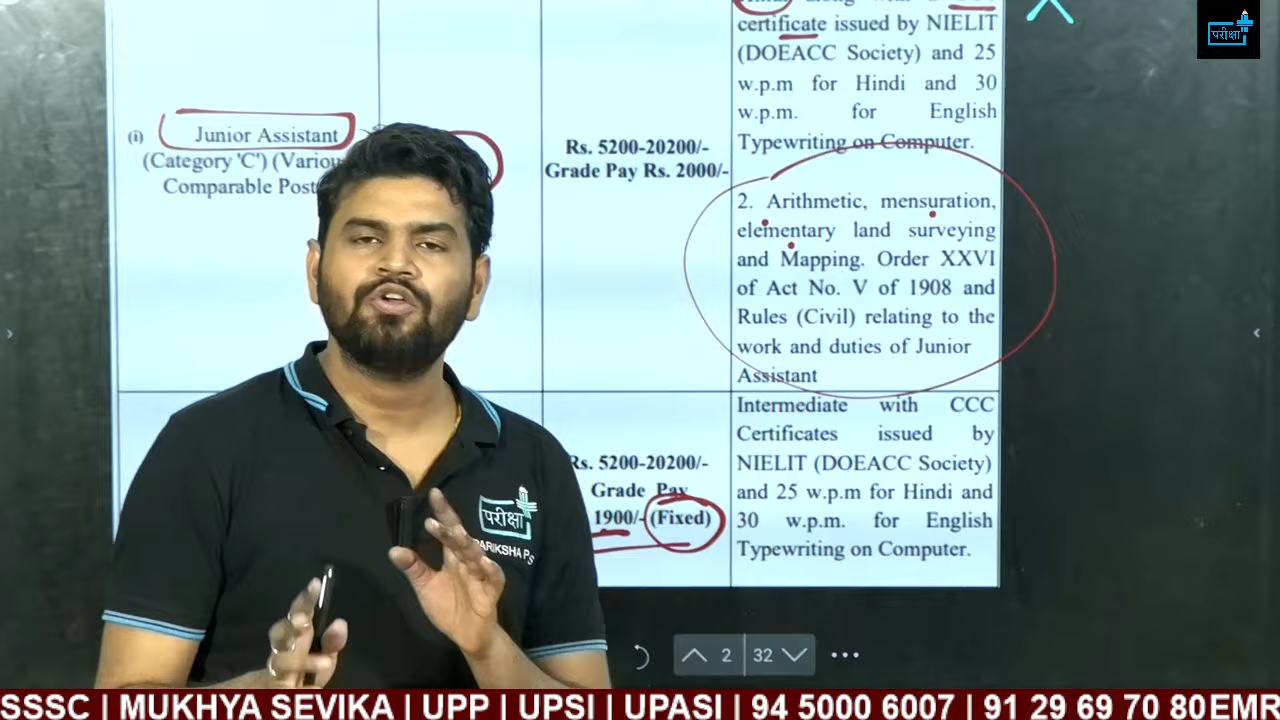 certificate issued by NIELIT
(DOEACC Society) and 25
w.p.m for Hindi and 30
w.p.m. for English
Typewriting on Computer.
(i) Junior Assistant
(Category 'C') (Variou
Comparable Post
Rs. 5200-20200/-
Grade Pay Rs. 2000/-
2. Arithmetic, mensuration,
elementary land surveying
and Mapping. Order XXVI
of Act No. V of 1908 and
Rules (Civil) relating to the
work and duties of Junior
Assistant
Rs. 5200-20200/-
Grade Pay
1900/- (Fixed)
Intermediate with CCC
Certificates issued by
NIELIT (DOEACC Society)
and 25 w.p.m for Hindi and
30 w.p.m. for English
Typewriting on Computer.
परीक्षा
परीक्षा
PARIKSHA
2 32
SSSC | MUKHYA SEVIKA | UPP | UPSI | UPASI | 94 5000 6007 | 91 29 69 70 80 EMR